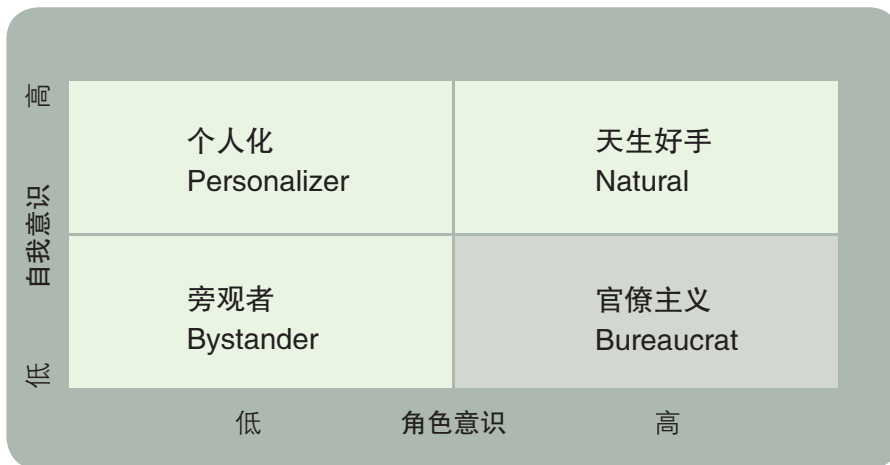 高
个人化
Personalizer
天生好手
Natural
自我意识
旁观者
Bystander
官僚主义
Bureaucrat
低
低
角色意识
高